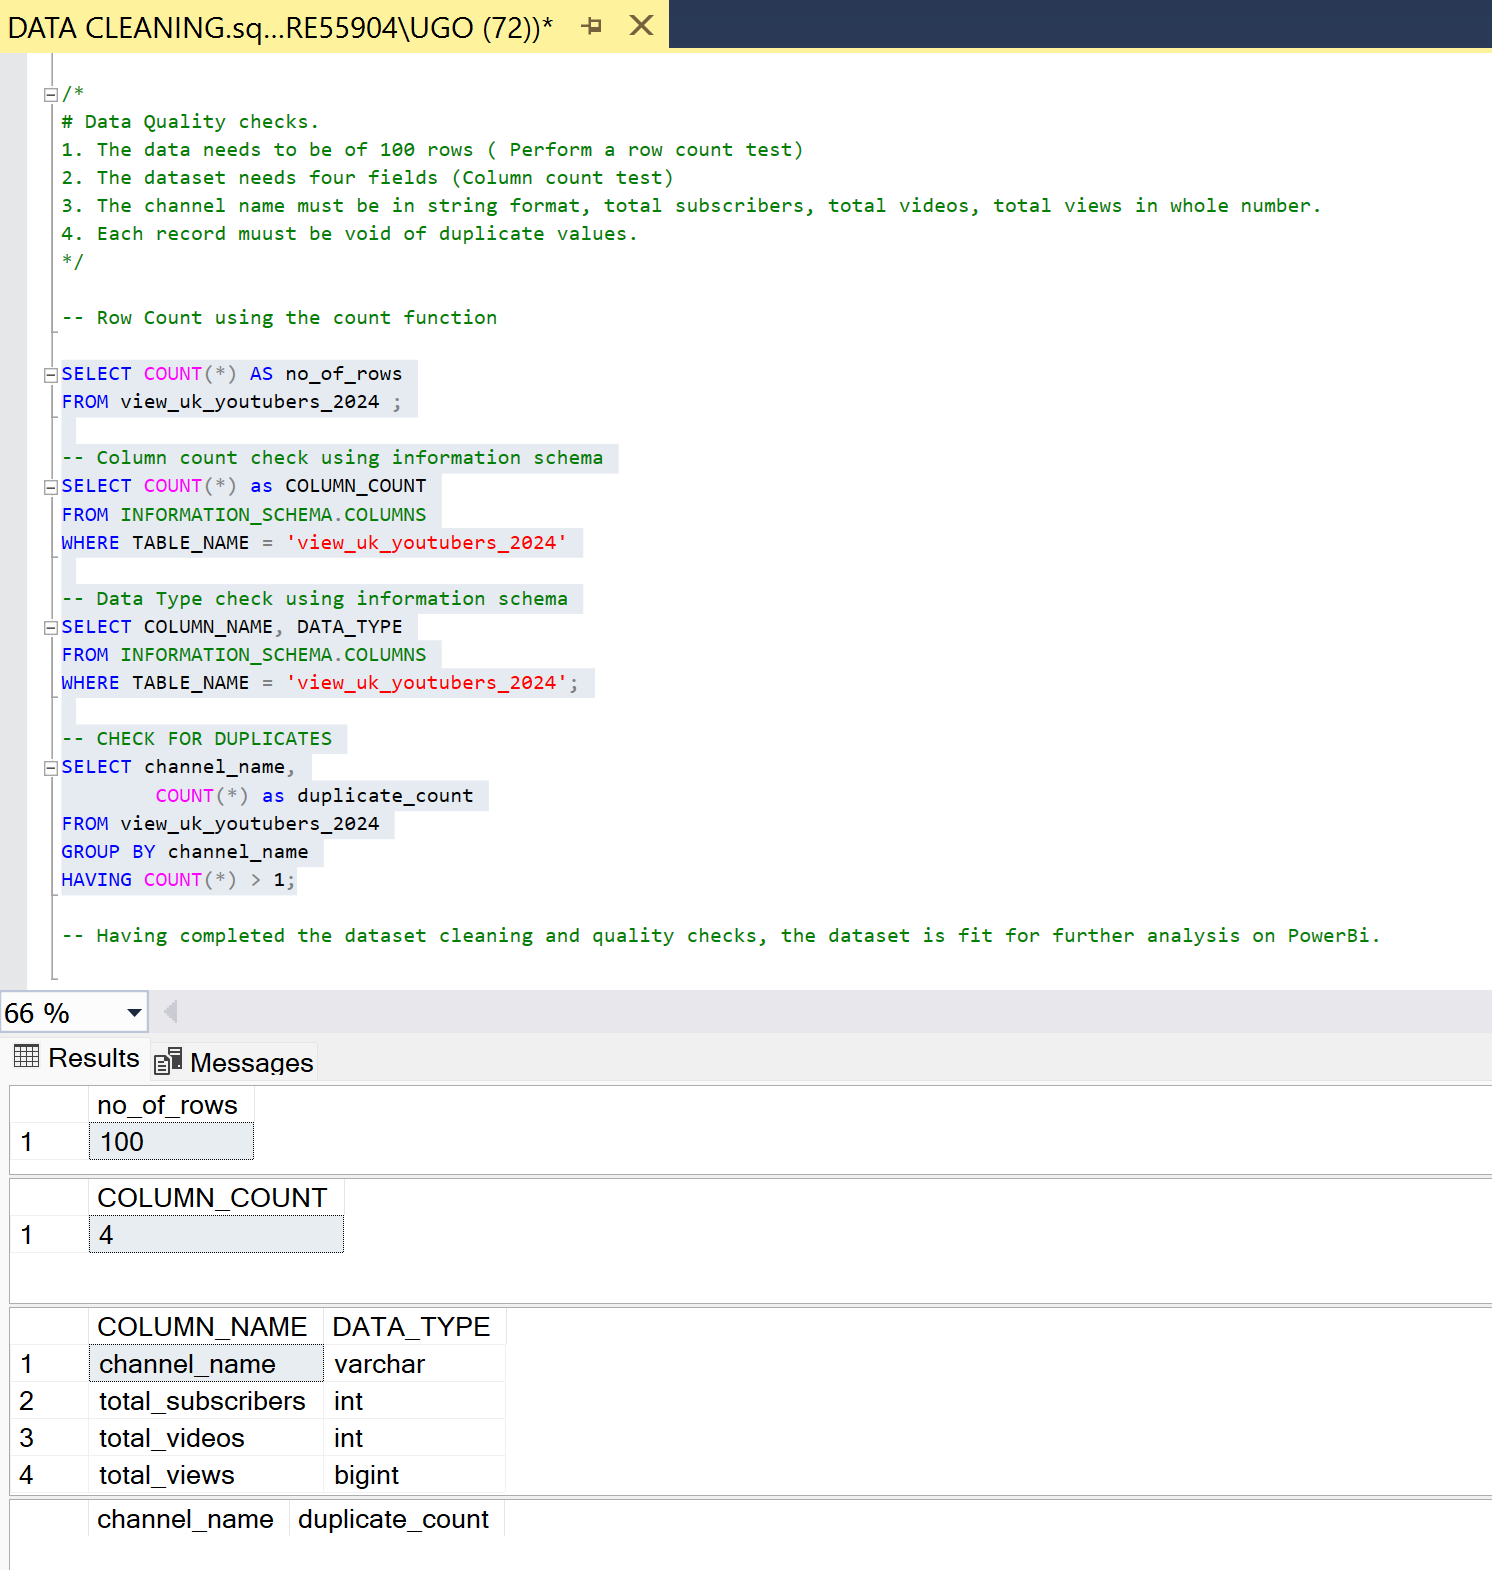 DATA CLEANING.sq...RE55904\UGO (72))*
/*
# Data Quality checks.
1. The data needs to be of 100 rows ( Perform a row count test)
2. The dataset needs four fields (Column count test)
3. The channel name must be in string format, total subscribers, total videos, total views in whole number.
4. Each record muust be void of duplicate values.
*/
-- Row Count using the count function
SELECT COUNT(*) AS no_of_rows
FROM view_uk_youtubers_2024 ;
-- Column count check using information schema
SELECT COUNT(*) as COLUMN_COUNT
FROM INFORMATION_SCHEMA.COLUMNS
WHERE TABLE_NAME = 'view_uk_youtubers_2024'
-- Data Type check using information schema
SELECT COLUMN_NAME, DATA_TYPE
FROM INFORMATION_SCHEMA.COLUMNS
WHERE TABLE_NAME = 'view_uk_youtubers_2024';
-- CHECK FOR DUPLICATES
SELECT channel_name,
COUNT(*) as duplicate_count
FROM view_uk_youtubers_2024
GROUP BY channel_name
HAVING COUNT(*) > 1;
-- Having completed the dataset cleaning and quality checks, the dataset is fit for further analysis on PowerBi.
66 %
Results Messages
no_of_rows
1 100
COLUMN_COUNT
1 4
COLUMN_NAME DATA_TYPE
1 channel_name varchar
2 total_subscribers int
3 total_videos int
4 total_views bigint
channel_name duplicate_count